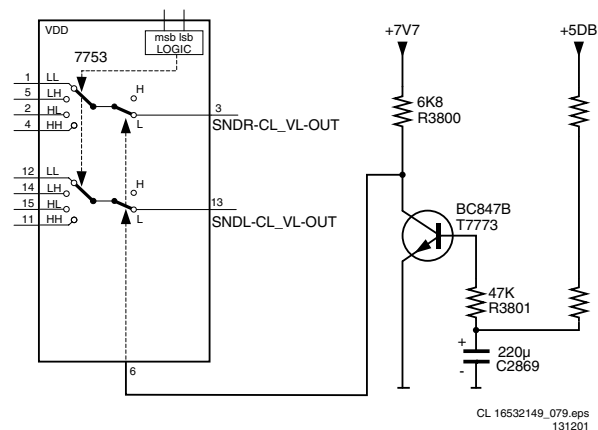 VDD
msb lsb
LOGIC
7753
1 LL
5 LH
2 HL
4 HH
H
L
3
SNDR-CL_VL-OUT
12 LL
14 LH
15 HL
11 HH
H
L
13
SNDL-CL_VL-OUT
6
+7V7
+5DB
6K8
R3800
BC847B
T7773
47K
R3801
+
220µ
-
C2869
CL 16532149_079.eps
131201